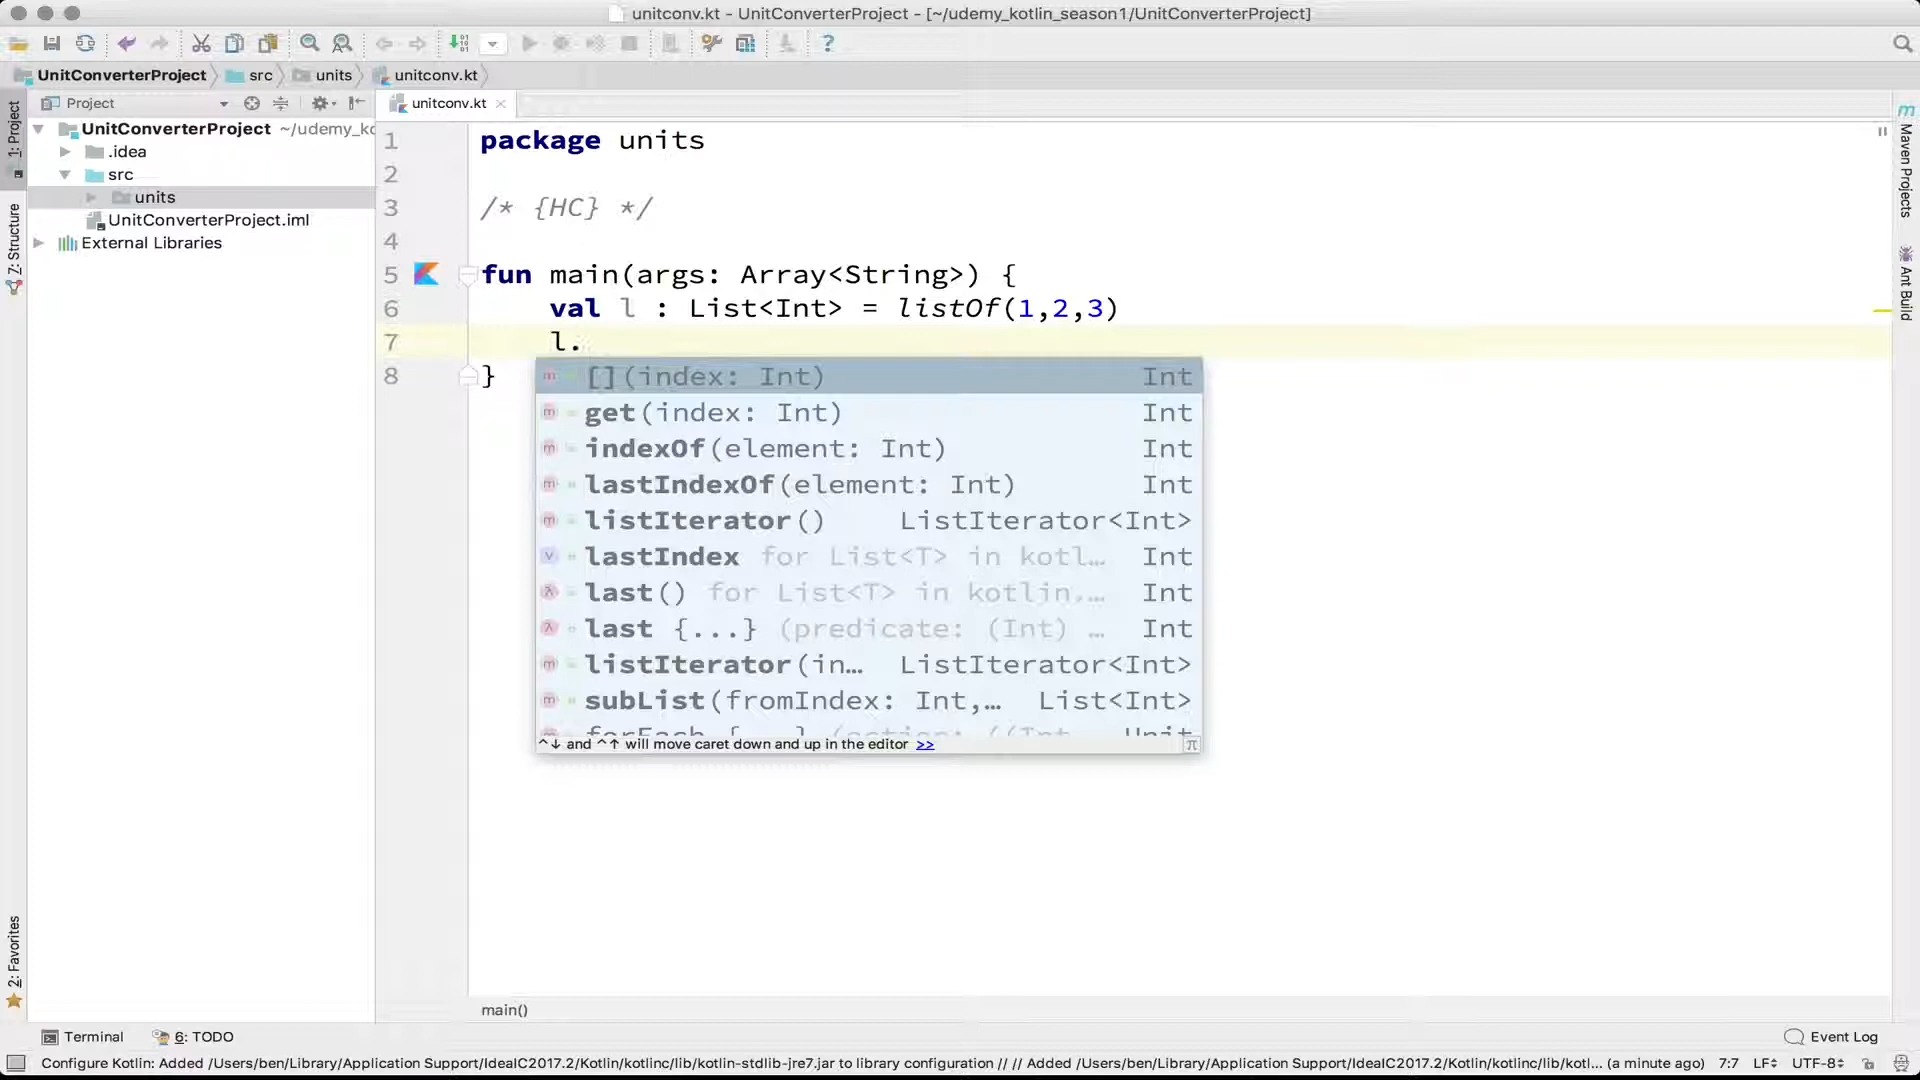 unitconv.kt - UnitConverterProject - [~/udemy_kotlin_season1/UnitConverterProject]
UnitConverterProject src units unitconv.kt
Project
unitconv.kt
1: Project
Z: Structure
2: Favorites
UnitConverterProject ~/udemy_kc
.idea
src
units
UnitConverterProject.iml
External Libraries
1 package units
2
3 /* {HC} */
4
5 fun main(args: Array<String>) {
6 val l : List<Int> = listOf(1,2,3)
7 l.
8 }
[](index: Int) Int
get(index: Int) Int
indexOf(element: Int) Int
lastIndexOf(element: Int) Int
listIterator() ListIterator<Int>
lastIndex for List<T> in kotl… Int
last() for List<T> in kotlin.… Int
last {...} (predicate: (Int) … Int
listIterator(in… ListIterator<Int>
subList(fromIndex: Int,… List<Int>
forEach {...} (action: ((Int Unit
^↓ and ^↑ will move caret down and up in the editor >> π
Maven Projects
Ant Build
main()
Terminal 6: TODO Event Log
Configure Kotlin: Added /Users/ben/Library/Application Support/IdeaIC2017.2/Kotlin/kotlinc/lib/kotlin-stdlib-jre7.jar to library configuration // // Added /Users/ben/Library/Application Support/IdeaIC2017.2/Kotlin/kotlinc/lib/kotl... (a minute ago) 7:7 LF UTF-8